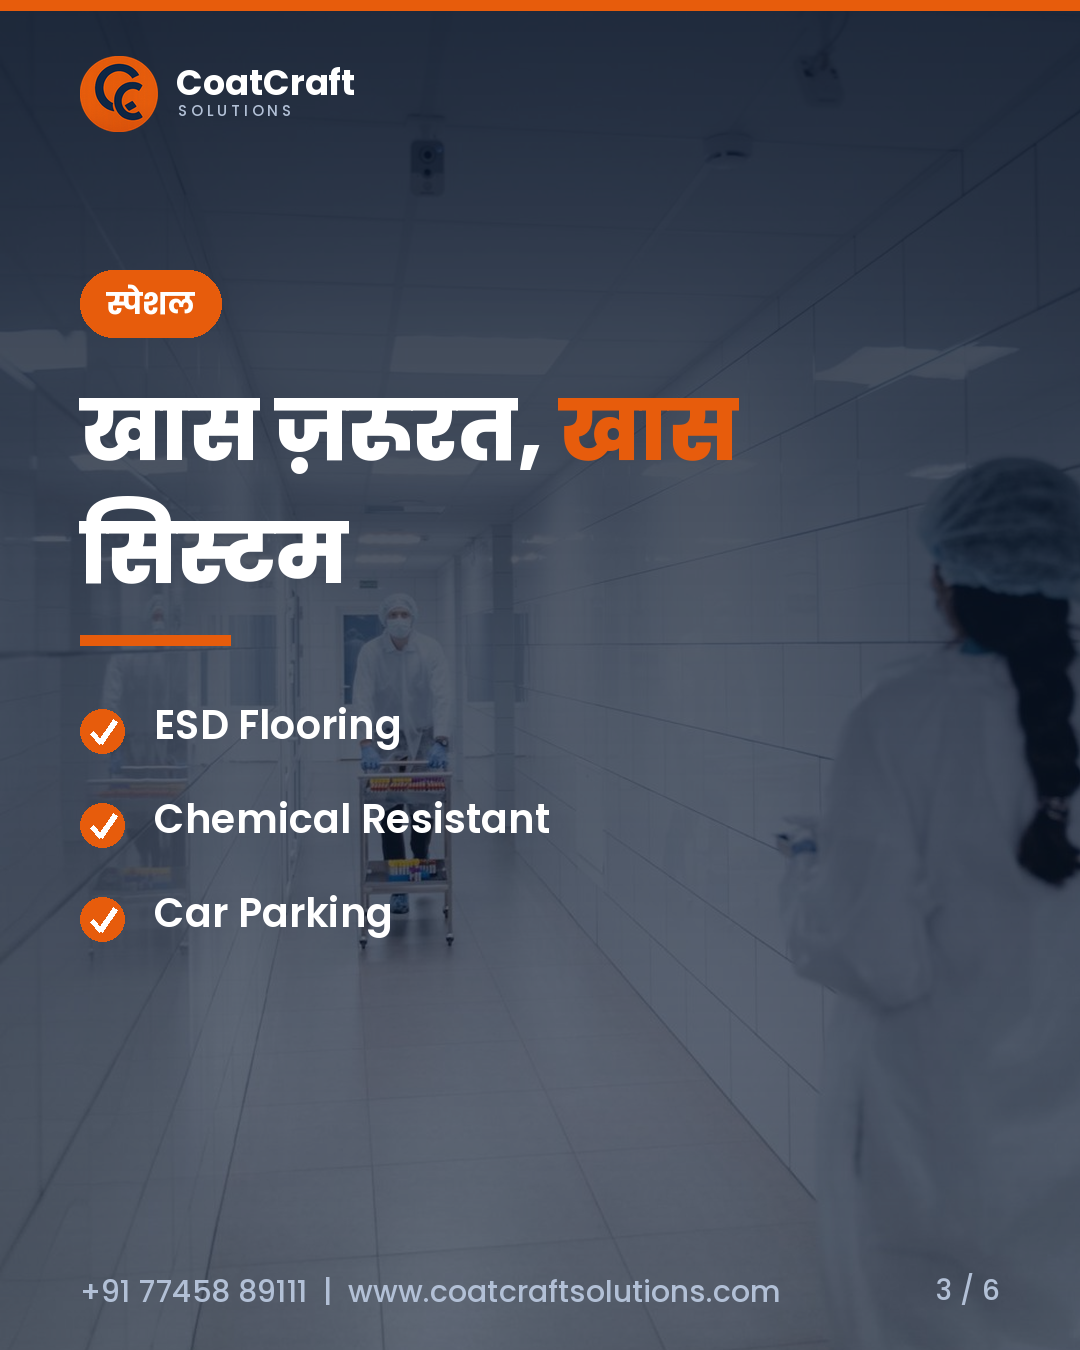 CoatCraft
SOLUTIONS
स्पेशल
खास ज़रूरत, खास
सिस्टम
ESD Flooring
Chemical Resistant
Car Parking
+91 77458 89111 | www.coatcraftsolutions.com
3 / 6